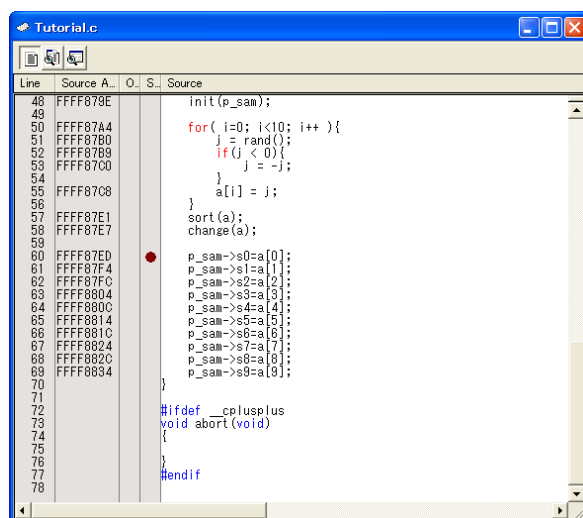 Tutorial.c
Line Source A... O.. S.. Source
48 FFFF879E init(p_sam);
49
50 FFFF87A4 for( i=0; i<10; i++ ){
51 FFFF87B0 j = rand();
52 FFFF87B9 if(j < 0){
53 FFFF87C0 j = -j;
54 }
55 FFFF87C8 a[i] = j;
56 }
57 FFFF87E1 sort(a);
58 FFFF87E7 change(a);
59
60 FFFF87ED p_sam->s0=a[0];
61 FFFF87F4 p_sam->s1=a[1];
62 FFFF87FC p_sam->s2=a[2];
63 FFFF8804 p_sam->s3=a[3];
64 FFFF880C p_sam->s4=a[4];
65 FFFF8814 p_sam->s5=a[5];
66 FFFF881C p_sam->s6=a[6];
67 FFFF8824 p_sam->s7=a[7];
68 FFFF882C p_sam->s8=a[8];
69 FFFF8834 p_sam->s9=a[9];
70 }
71
72 #ifdef __cplusplus
73 void abort(void)
74 {
75
76 }
77 #endif
78